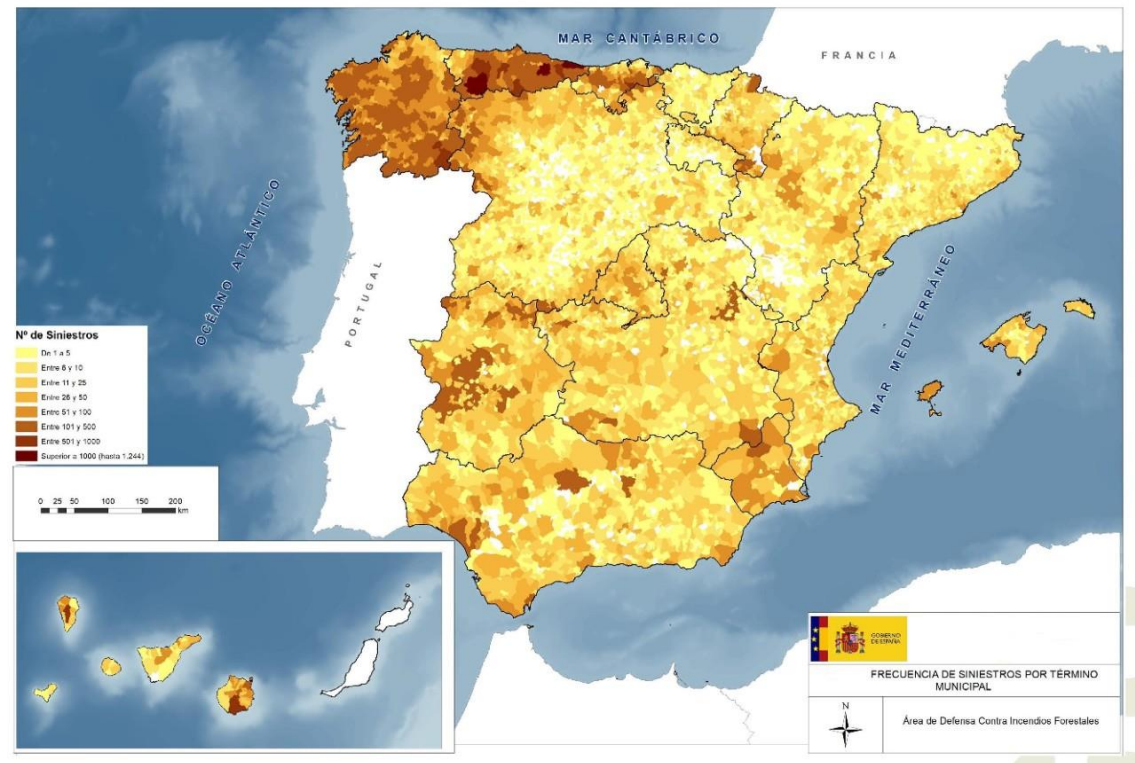 MAR CANTÁBRICO
FRANCIA
OCÉANO ATLÁNTICO
PORTUGAL
MAR MEDITERRÁNEO
Nº de Siniestros
De 1 a 5
Entre 6 y 10
Entre 11 y 25
Entre 26 y 50
Entre 51 y 100
Entre 101 y 500
Entre 501 y 1000
Superior a 1000 (hasta 1.244)
0 25 50 100 150 200
km
GOBIERNO
DE ESPAÑA
FRECUENCIA DE SINIESTROS POR TÉRMINO
MUNICIPAL
N
Área de Defensa Contra Incendios Forestales